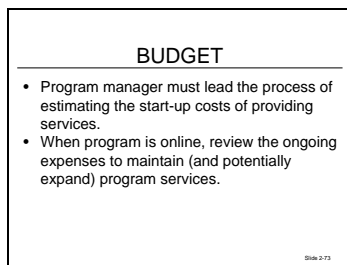 BUDGET
• Program manager must lead the process of
estimating the start-up costs of providing
services.
• When program is online, review the ongoing
expenses to maintain (and potentially
expand) program services.
Slide 2-73